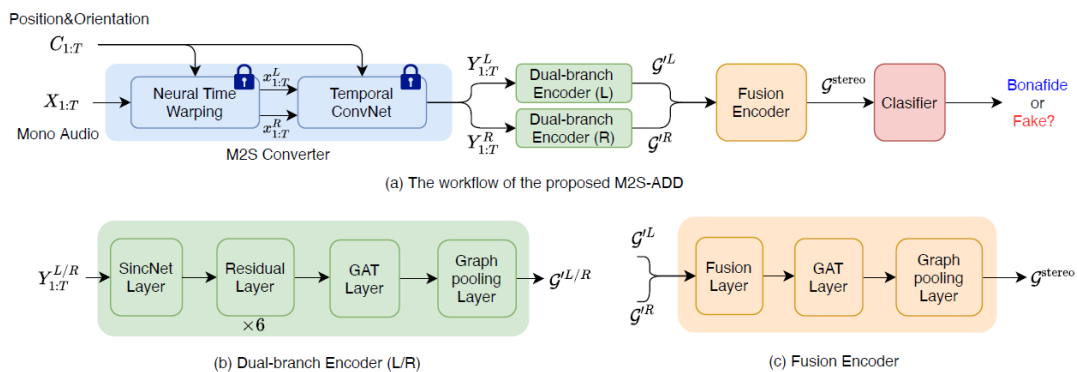 Position&Orientation
C1:T
X1:T
Mono Audio
Neural Time
Warping
x^L_1:T
x^R_1:T
Temporal
ConvNet
M2S Converter
Y^L_1:T
Y^R_1:T
Dual-branch
Encoder (L)
Dual-branch
Encoder (R)
G'^L
G'^R
Fusion
Encoder
G^stereo
Clasifier
Bonafide
or
Fake?
(a) The workflow of the proposed M2S-ADD
Y^L/R_1:T
SincNet
Layer
Residual
Layer
×6
GAT
Layer
Graph
pooling
Layer
G'^L/R
(b) Dual-branch Encoder (L/R)
G'^L
G'^R
Fusion
Layer
GAT
Layer
Graph
pooling
Layer
G^stereo
(c) Fusion Encoder